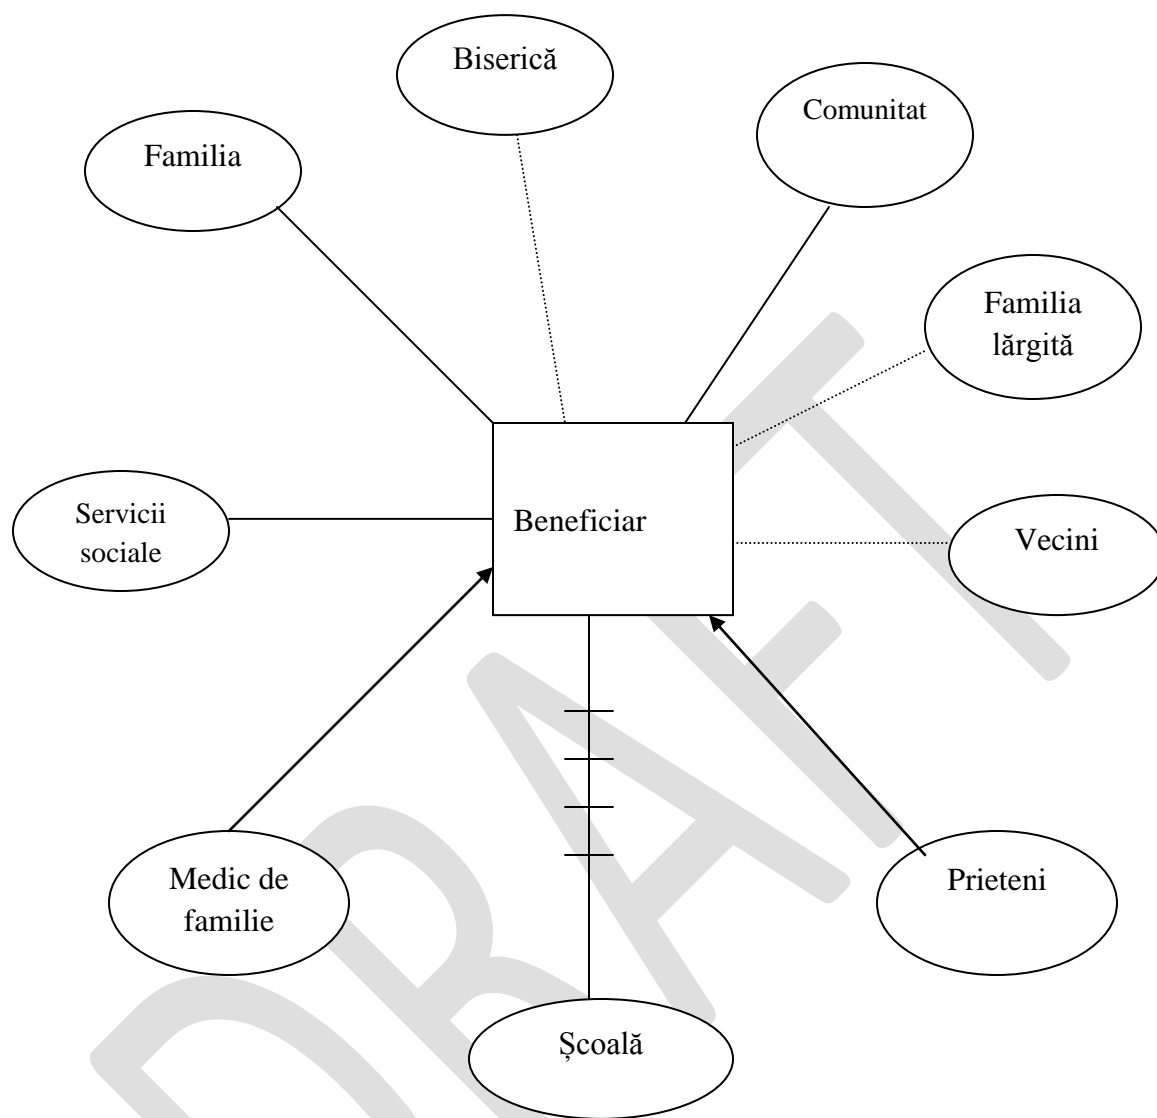 Biserică
Comunitat
Familia
Familia
lărgită
Servicii
sociale
Beneficiar
Vecini
Medic de
familie
Prieteni
Școală
DRAFT